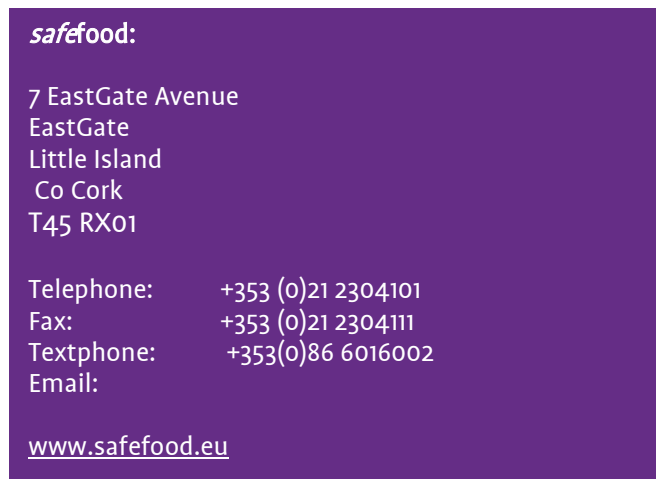 safefood:
7 EastGate Avenue
EastGate
Little Island
Co Cork
T45 RX01
Telephone: +353 (0)21 2304101
Fax: +353 (0)21 2304111
Textphone: +353(0)86 6016002
Email:
www.safefood.eu